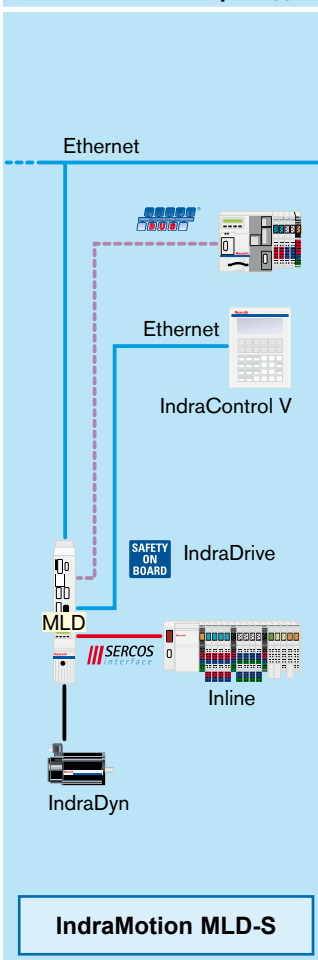 Ethernet
Ethernet
IndraControl V
SAFETY
ON
BOARD
IndraDrive
MLD
SERCOS
interface
Inline
IndraDyn
IndraMotion MLD-S